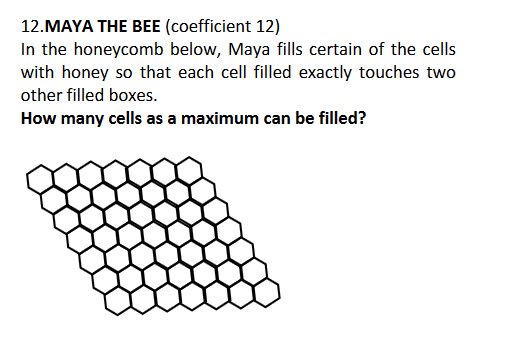 12.MAYA THE BEE (coefficient 12)
In the honeycomb below, Maya fills certain of the cells
with honey so that each cell filled exactly touches two
other filled boxes.
How many cells as a maximum can be filled?